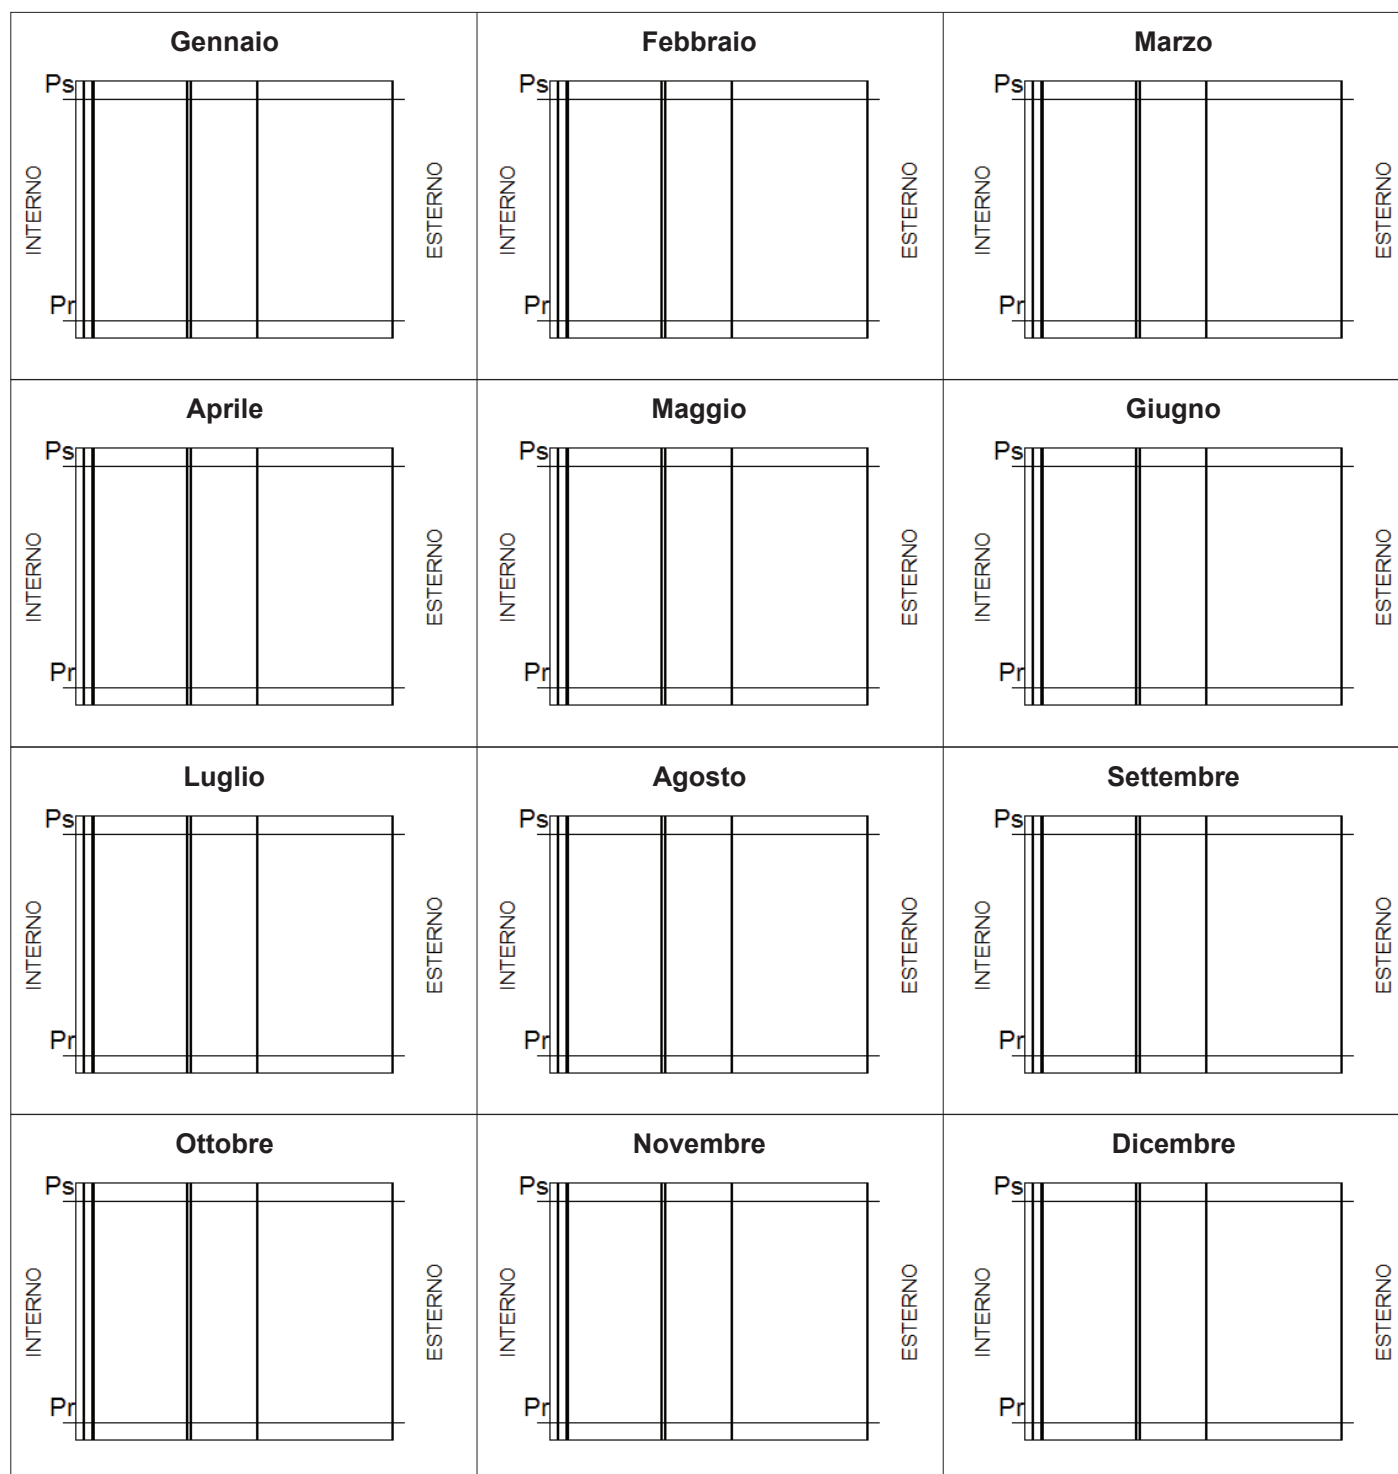 Gennaio
Ps
INTERNO
ESTERNO
Pr
Febbraio
Ps
INTERNO
ESTERNO
Pr
Marzo
Ps
INTERNO
ESTERNO
Pr
Aprile
Ps
INTERNO
ESTERNO
Pr
Maggio
Ps
INTERNO
ESTERNO
Pr
Giugno
Ps
INTERNO
ESTERNO
Pr
Luglio
Ps
INTERNO
ESTERNO
Pr
Agosto
Ps
INTERNO
ESTERNO
Pr
Settembre
Ps
INTERNO
ESTERNO
Pr
Ottobre
Ps
INTERNO
ESTERNO
Pr
Novembre
Ps
INTERNO
ESTERNO
Pr
Dicembre
Ps
INTERNO
ESTERNO
Pr